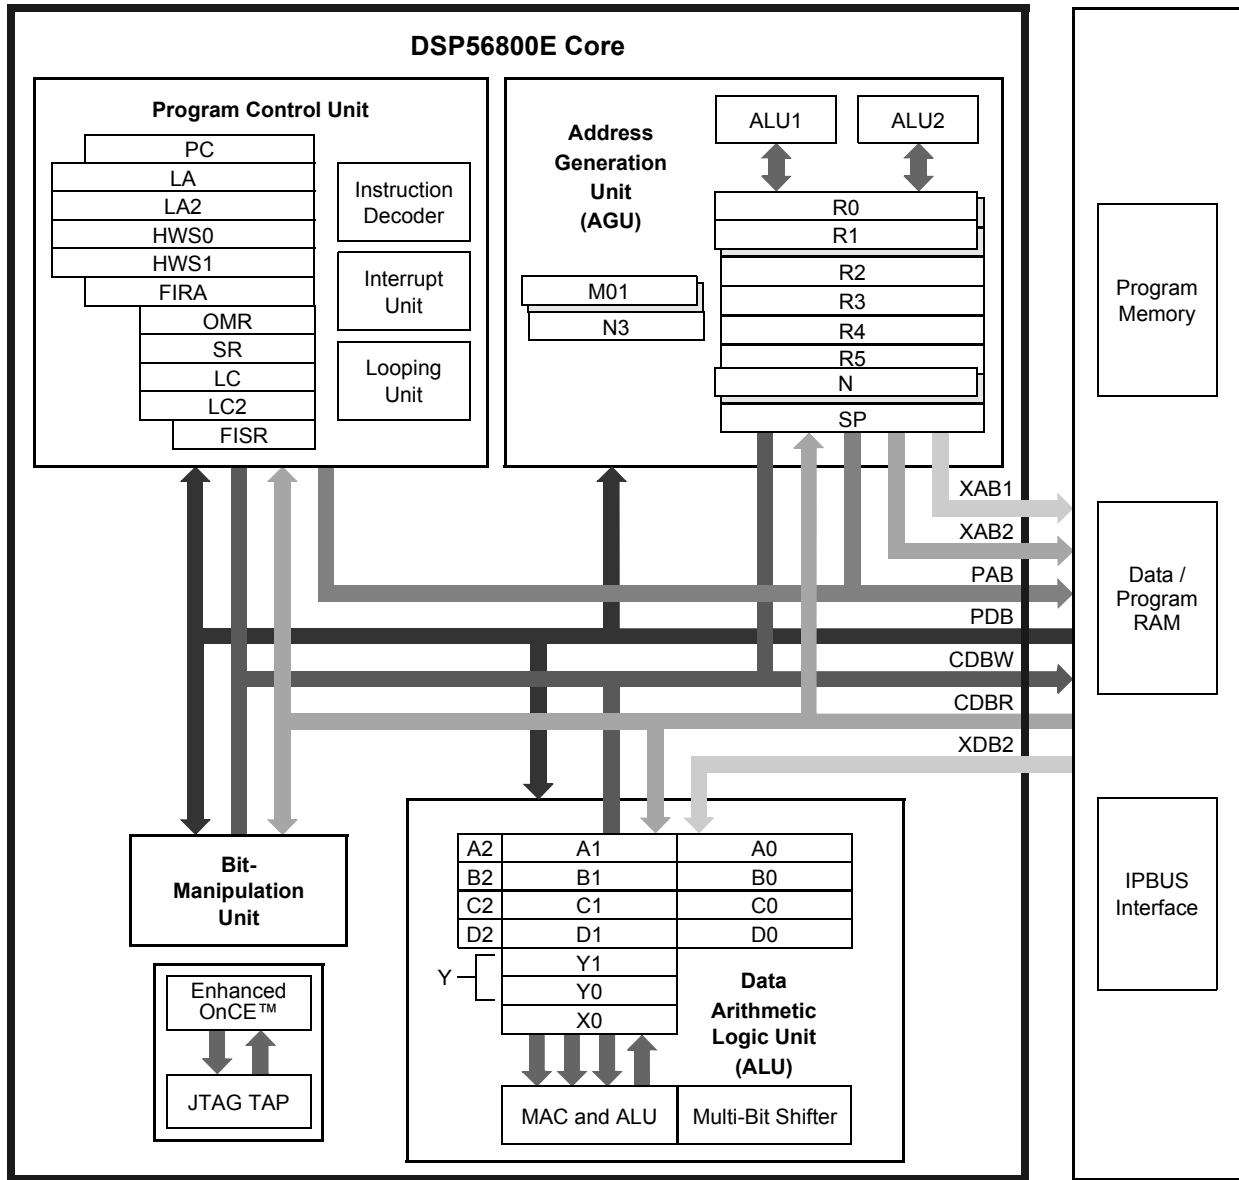 DSP56800E Core
Program Control Unit
PC
LA
LA2
HWS0
HWS1
FIRA
OMR
SR
LC
LC2
FISR
Instruction
Decoder
Interrupt
Unit
Looping
Unit
Address
Generation
Unit
(AGU)
ALU1
ALU2
R0
R1
R2
R3
R4
R5
N
SP
M01
N3
XAB1
XAB2
PAB
PDB
CDBW
CDBR
XDB2
Program
Memory
Data /
Program
RAM
IPBUS
Interface
Bit-
Manipulation
Unit
Enhanced
OnCE™
JTAG TAP
A2 A1 A0
B2 B1 B0
C2 C1 C0
D2 D1 D0
Y
Y1
Y0
X0
Data
Arithmetic
Logic Unit
(ALU)
MAC and ALU
Multi-Bit Shifter